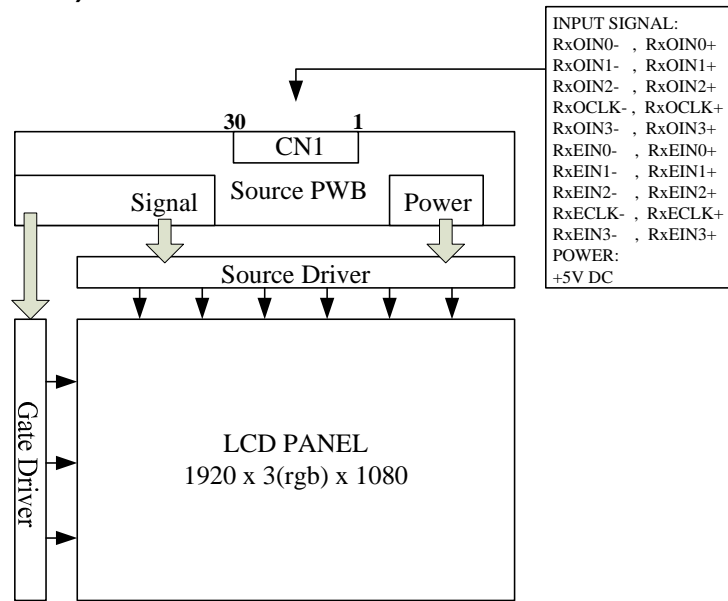 INPUT SIGNAL:
RxOIN0- , RxOIN0+
RxOIN1- , RxOIN1+
RxOIN2- , RxOIN2+
RxOCLK- , RxOCLK+
RxOIN3- , RxOIN3+
RxEIN0- , RxEIN0+
RxEIN1- , RxEIN1+
RxEIN2- , RxEIN2+
RxECLK- , RxECLK+
RxEIN3- , RxEIN3+
POWER:
+5V DC
30 1
CN1
Source PWB
Signal
Power
Source Driver
Gate Driver
LCD PANEL
1920 x 3(rgb) x 1080